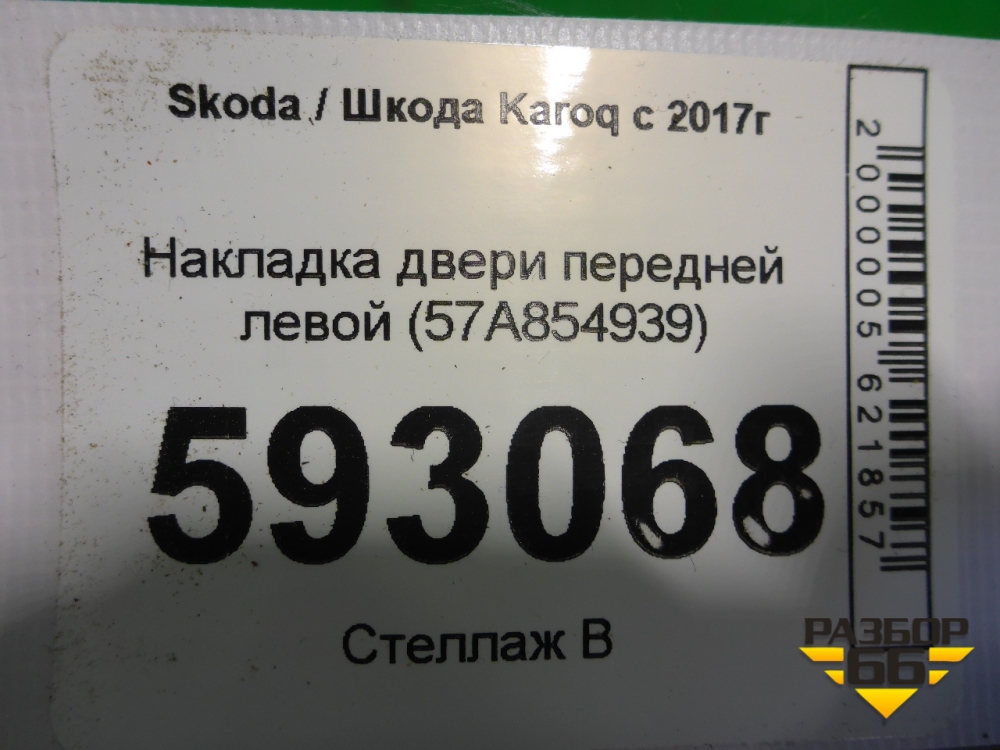 Skoda / Шкода Karoq с 2017г
Накладка двери передней
левой (57A854939)
593068
Стеллаж В
2000005621857
РАЗБОР
66